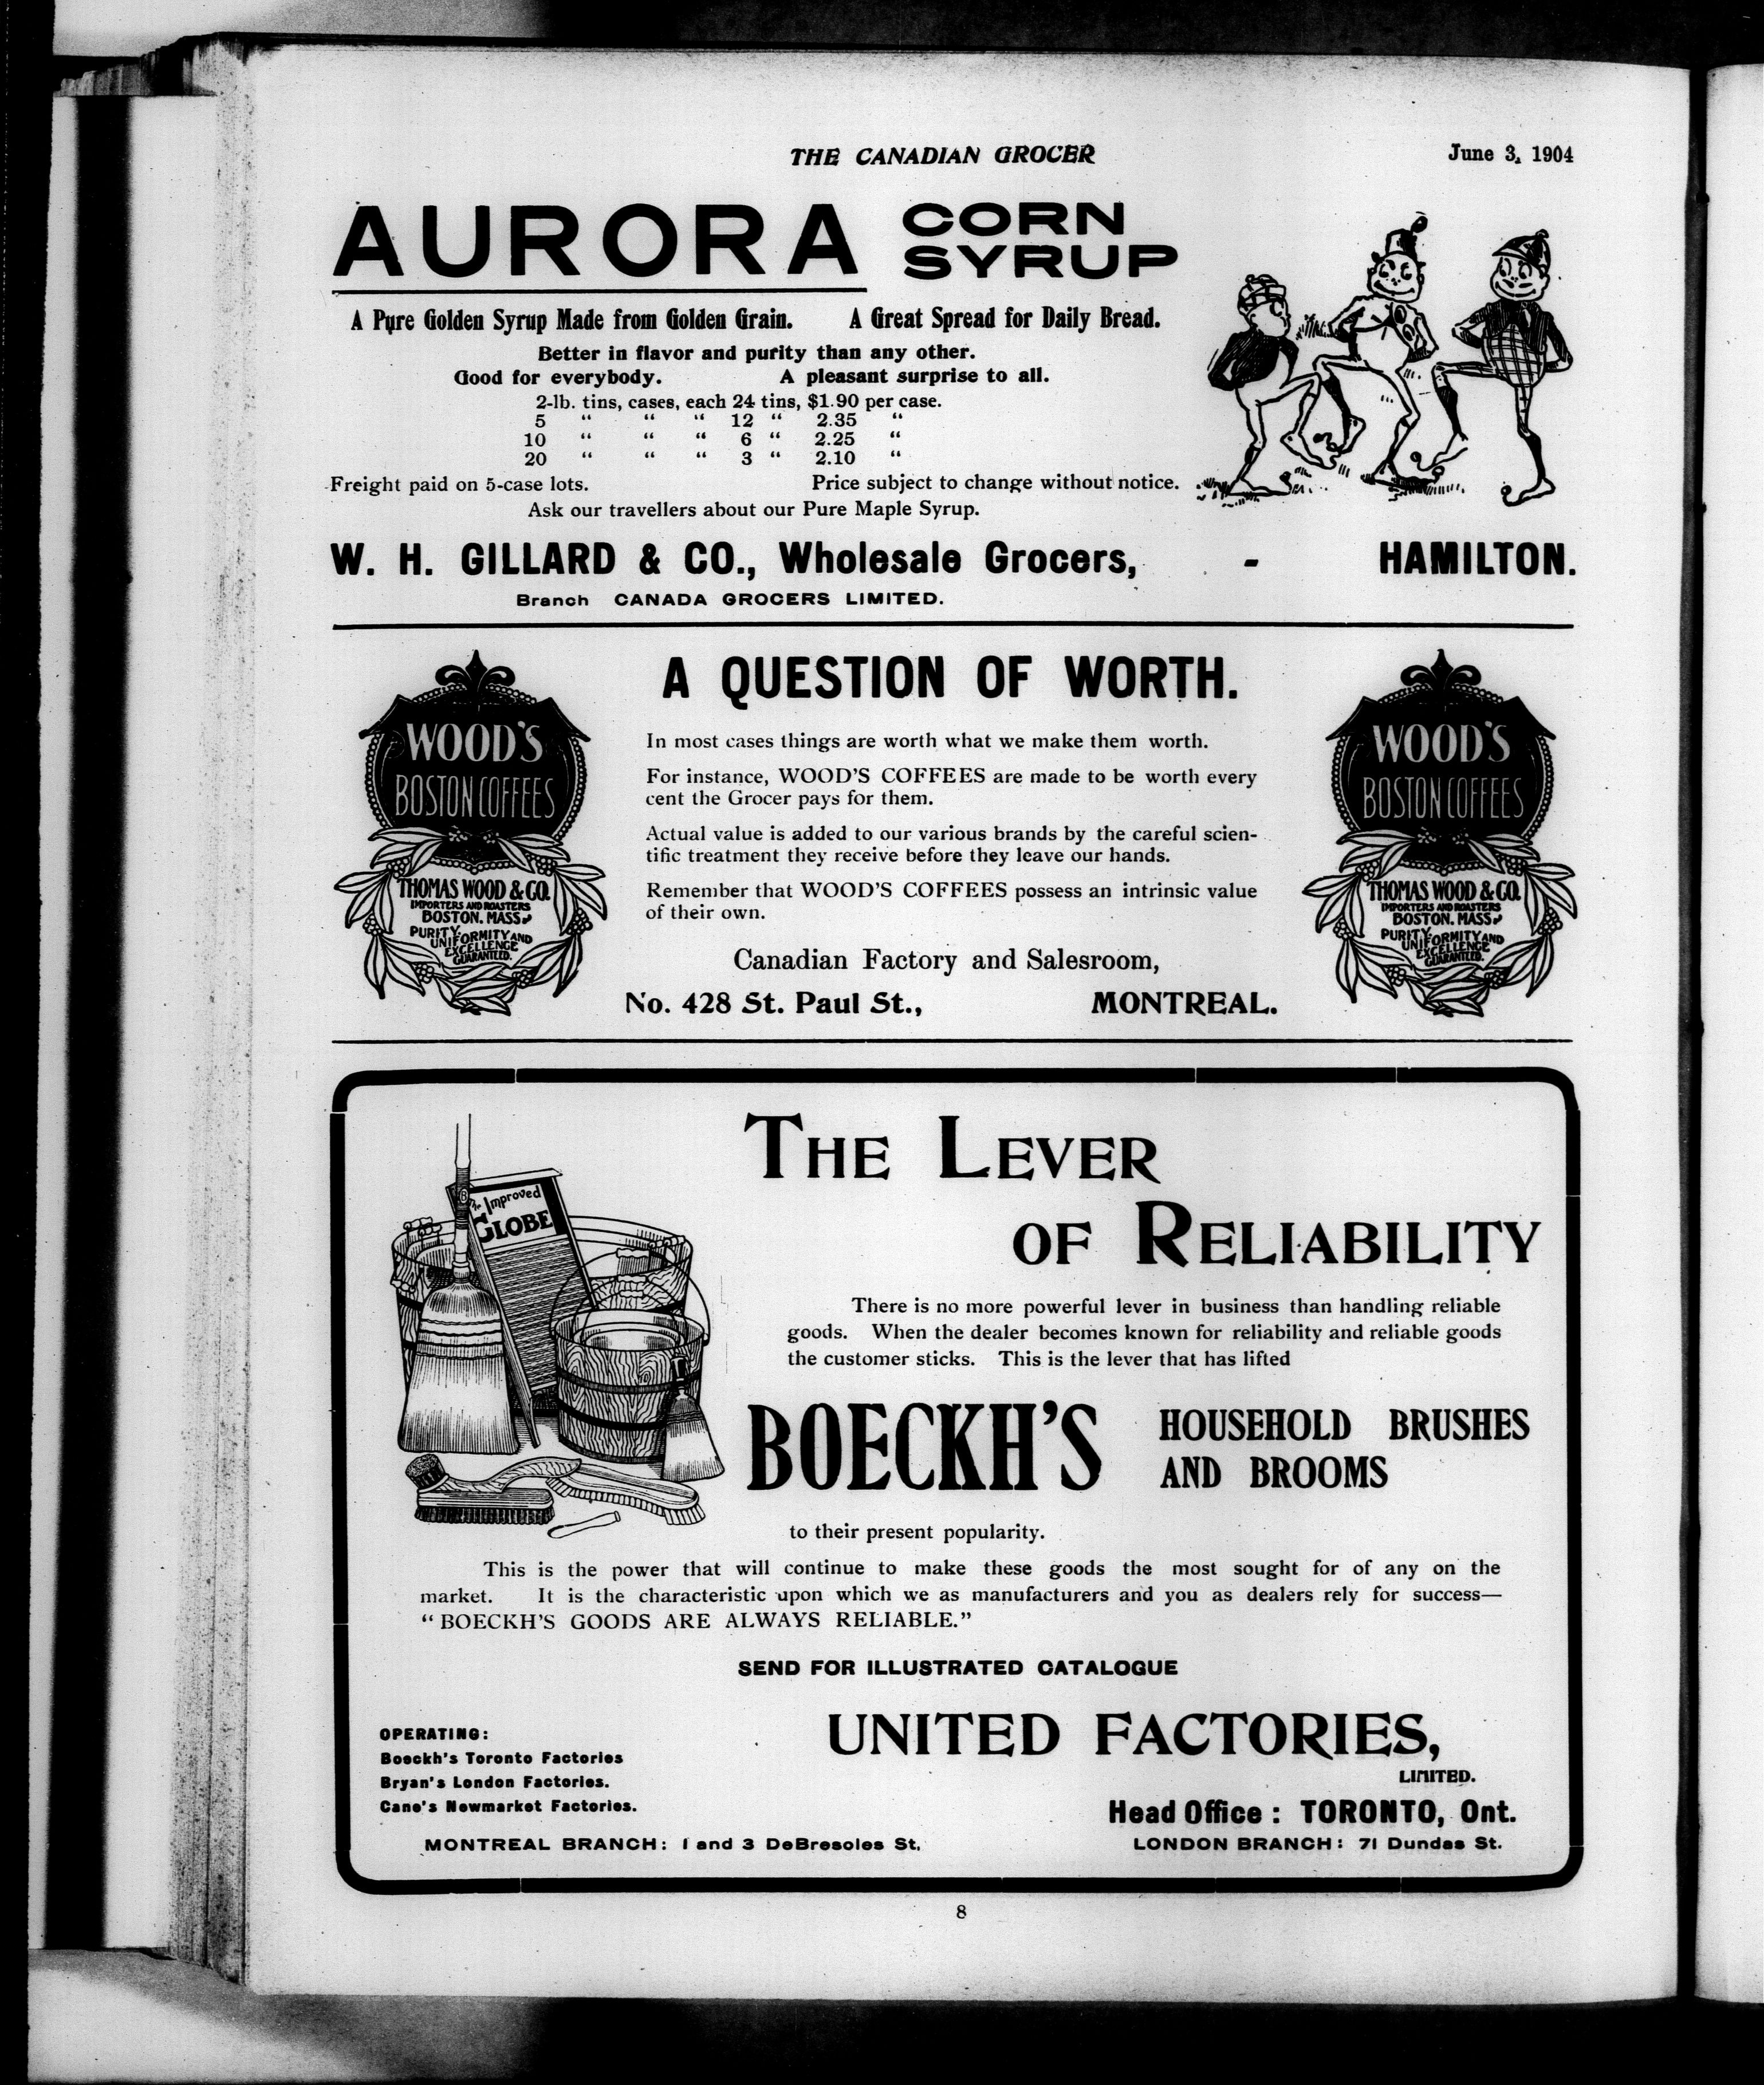 THE CANADIAN GROCER
June 3, 1904
AURORA CORN SYRUP
A Pure Golden Syrup Made from Golden Grain. A Great Spread for Daily Bread.
Better in flavor and purity than any other.
Good for everybody. A pleasant surprise to all.
2-lb. tins, cases, each 24 tins, $1.90 per case.
5 “ “ “ 12 “ 2.35 “
10 “ “ “ 6 “ 2.25 “
20 “ “ “ 3 “ 2.10 “
Freight paid on 5-case lots. Price subject to change without notice.
Ask our travellers about our Pure Maple Syrup.
W. H. GILLARD & CO., Wholesale Grocers, - HAMILTON.
Branch CANADA GROCERS LIMITED.
WOOD'S
BOSTON COFFEES
THOMAS WOOD & CO.
IMPORTERS AND ROASTERS
BOSTON. MASS.
PURITY.
UNIFORMITY AND
EXCELLENCE
GUARANTEED.
A QUESTION OF WORTH.
In most cases things are worth what we make them worth.
For instance, WOOD'S COFFEES are made to be worth every
cent the Grocer pays for them.
Actual value is added to our various brands by the careful scien-
tific treatment they receive before they leave our hands.
Remember that WOOD'S COFFEES possess an intrinsic value
of their own.
Canadian Factory and Salesroom,
No. 428 St. Paul St., MONTREAL.
WOOD'S
BOSTON COFFEES
THOMAS WOOD & CO.
IMPORTERS AND ROASTERS
BOSTON. MASS.
PURITY.
UNIFORMITY AND
EXCELLENCE
GUARANTEED.
The Improved
GLOBE
THE LEVER
OF RELIABILITY
There is no more powerful lever in business than handling reliable
goods. When the dealer becomes known for reliability and reliable goods
the customer sticks. This is the lever that has lifted
BOECKH'S HOUSEHOLD BRUSHES
AND BROOMS
to their present popularity.
This is the power that will continue to make these goods the most sought for of any on the
market. It is the characteristic upon which we as manufacturers and you as dealers rely for success—
“BOECKH'S GOODS ARE ALWAYS RELIABLE.”
SEND FOR ILLUSTRATED CATALOGUE
OPERATING:
Boeckh's Toronto Factories
Bryan's London Factories.
Cane's Newmarket Factories.
UNITED FACTORIES,
LIMITED.
Head Office : TORONTO, Ont.
MONTREAL BRANCH: 1 and 3 DeBresoles St.
LONDON BRANCH: 71 Dundas St.
8